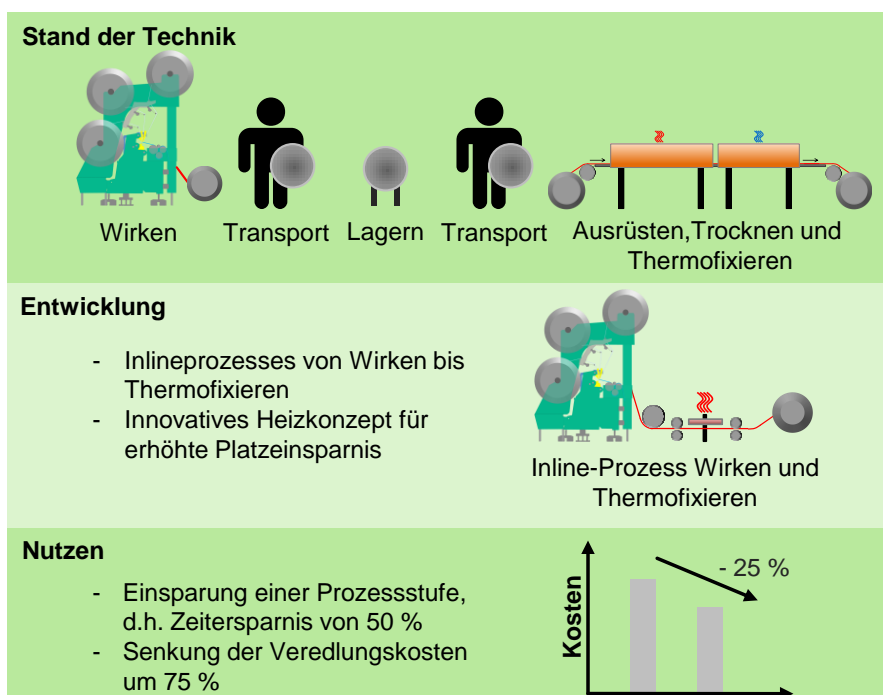 Stand der Technik
Wirken
Transport
Lagern
Transport
Ausrüsten,Trocknen und
Thermofixieren
Entwicklung
- Inlineprozesses von Wirken bis
Thermofixieren
- Innovatives Heizkonzept für
erhöhte Platzeinsparnis
Inline-Prozess Wirken und
Thermofixieren
Nutzen
- Einsparung einer Prozessstufe,
d.h. Zeitersparnis von 50 %
- Senkung der Veredlungskosten
um 75 %
Kosten
- 25 %